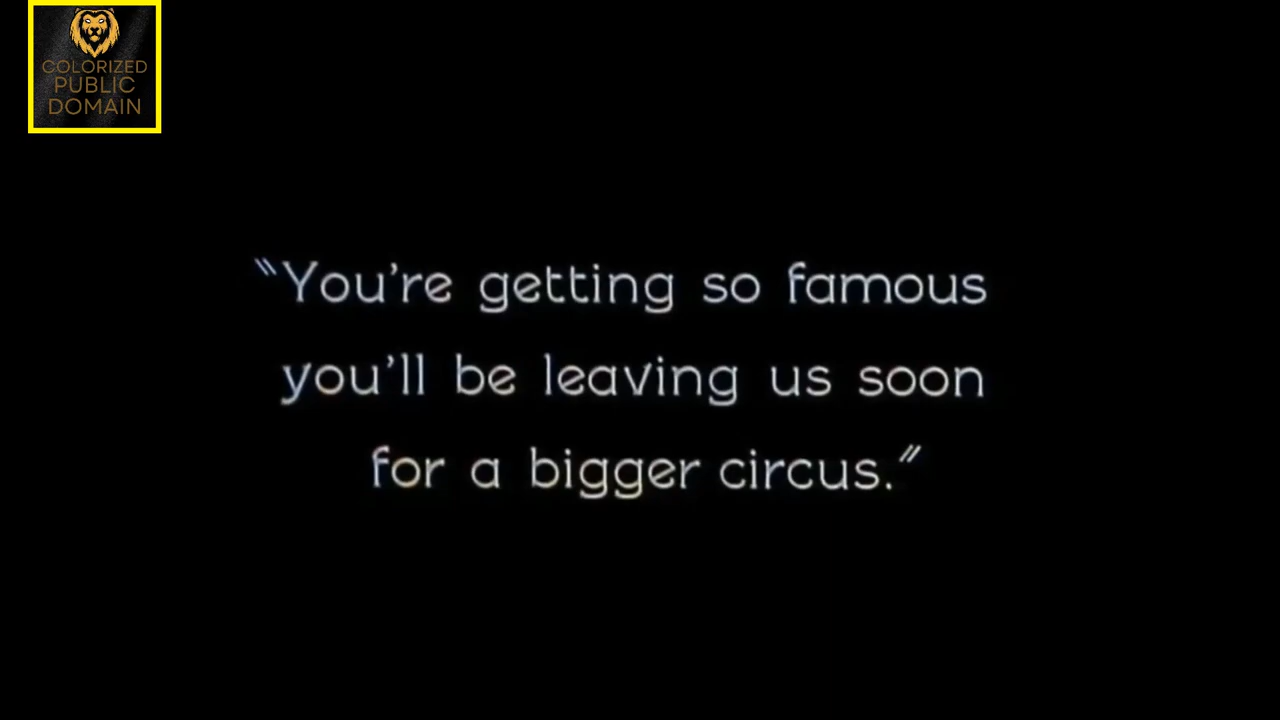 COLORIZED
PUBLIC
DOMAIN
"You're getting so famous
you'll be leaving us soon
for a bigger circus."